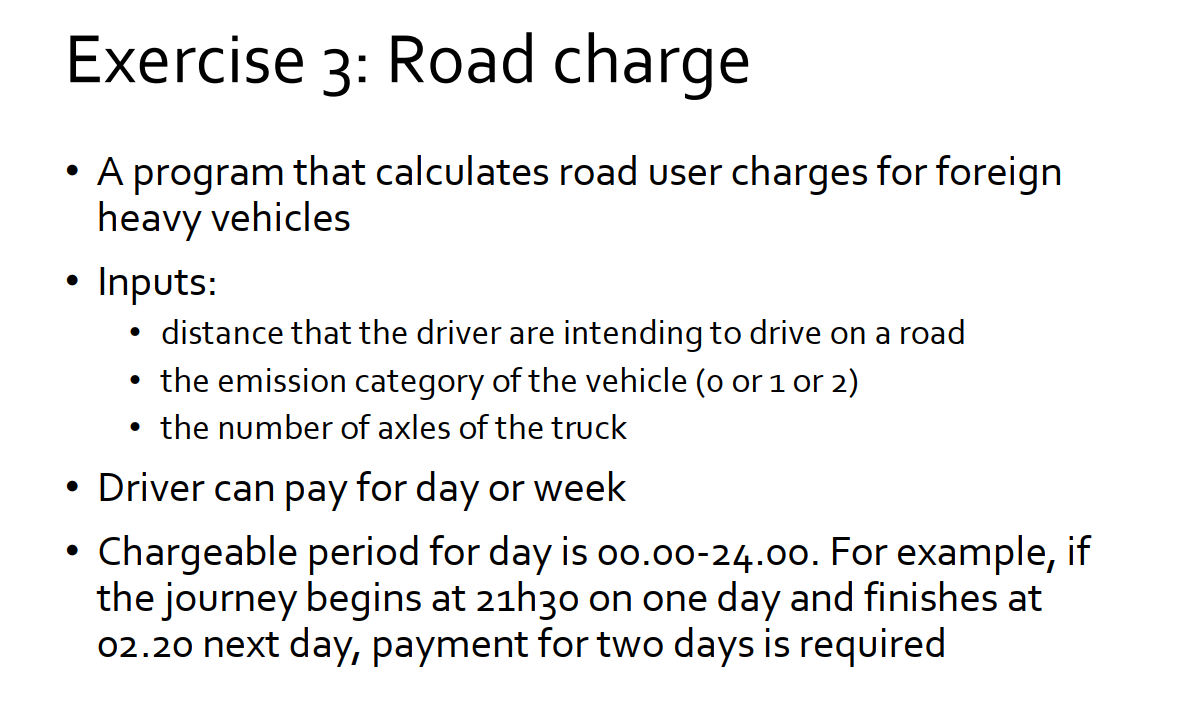 Exercise 3: Road charge
• A program that calculates road user charges for foreign
heavy vehicles
• Inputs:
• distance that the driver are intending to drive on a road
• the emission category of the vehicle (0 or 1 or 2)
• the number of axles of the truck
• Driver can pay for day or week
• Chargeable period for day is 00.00-24.00. For example, if
the journey begins at 21h30 on one day and finishes at
02.20 next day, payment for two days is required